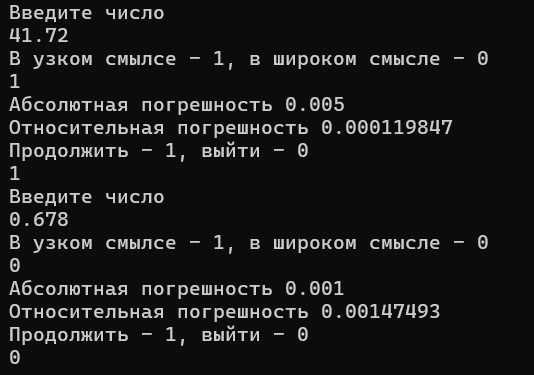 Введите число
41.72
В узком смылсе - 1, в широком смысле - 0
1
Абсолютная погрешность 0.005
Относительная погрешность 0.000119847
Продолжить - 1, выйти - 0
1
Введите число
0.678
В узком смылсе - 1, в широком смысле - 0
0
Абсолютная погрешность 0.001
Относительная погрешность 0.00147493
Продолжить - 1, выйти - 0
0